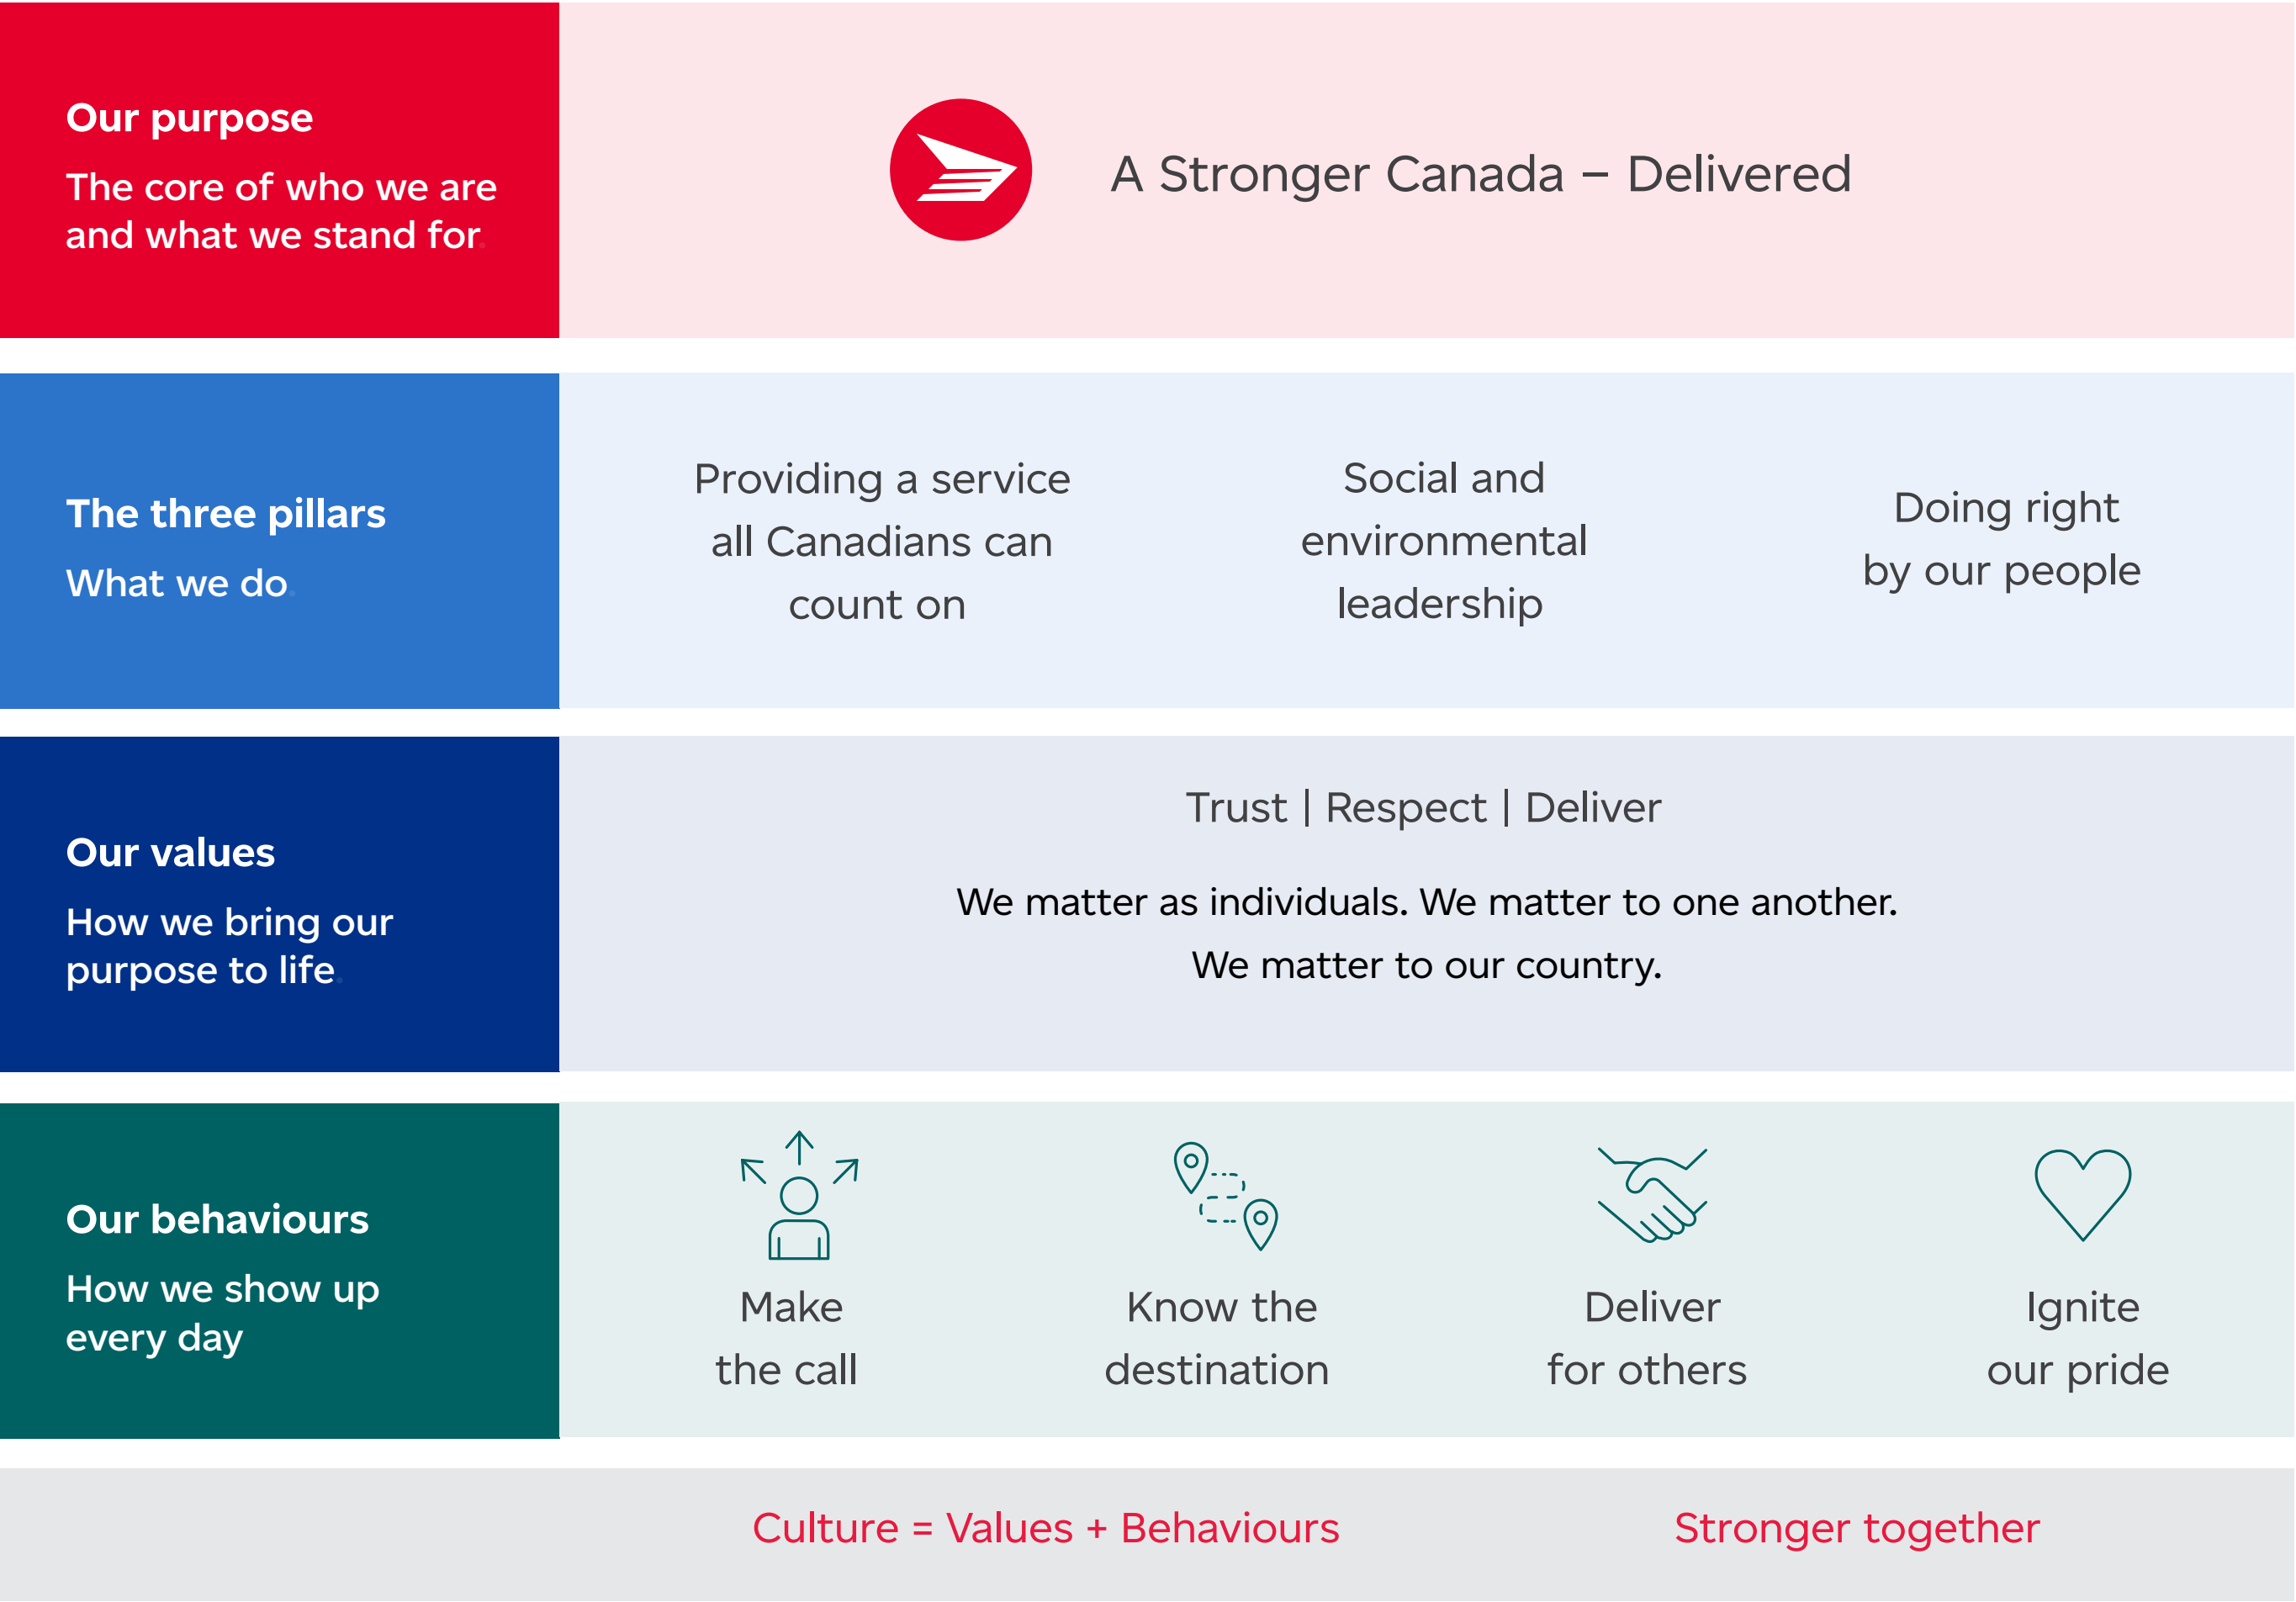 Our purpose
The core of who we are
and what we stand for.
A Stronger Canada – Delivered
The three pillars
What we do.
Providing a service
all Canadians can
count on
Social and
environmental
leadership
Doing right
by our people
Our values
How we bring our
purpose to life.
Trust | Respect | Deliver
We matter as individuals. We matter to one another.
We matter to our country.
Our behaviours
How we show up
every day
Make
the call
Know the
destination
Deliver
for others
Ignite
our pride
Culture = Values + Behaviours
Stronger together